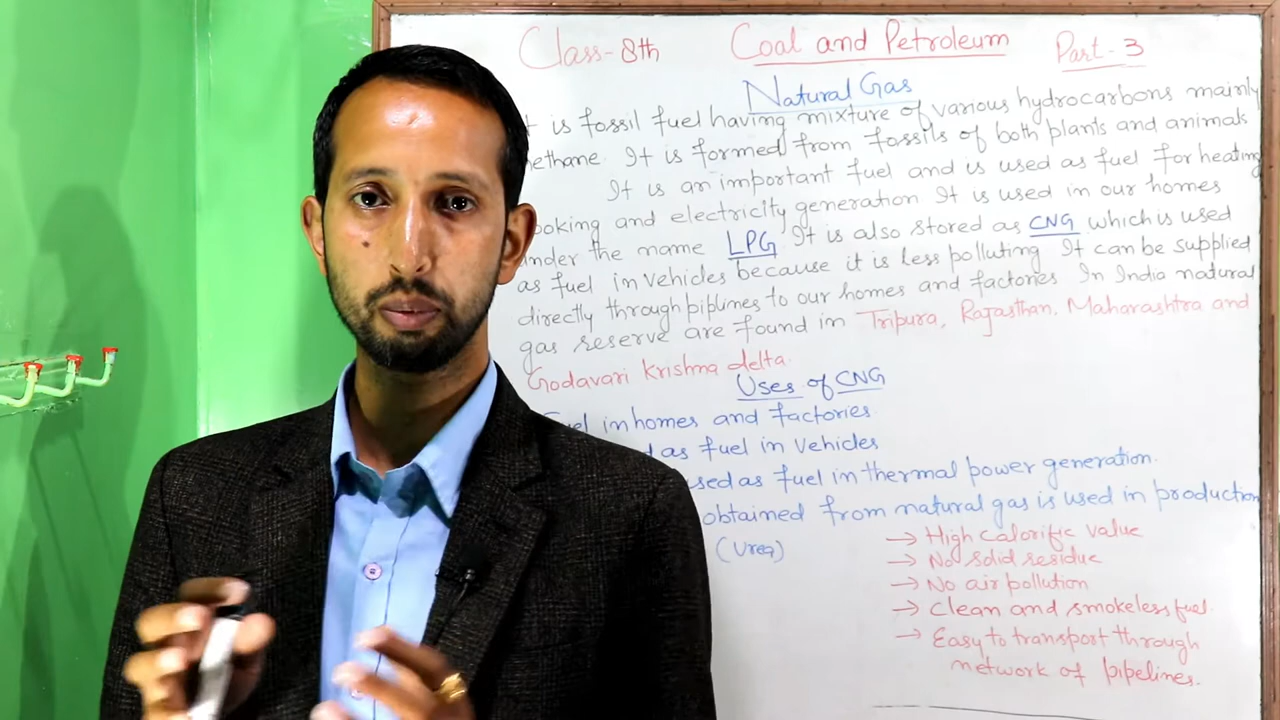 Class-8th Coal and Petroleum Part-3
Natural Gas
is fossil fuel having mixture of various hydrocarbons mainly
ethane. It is formed from fossils of both plants and animals
It is an important fuel and is used as fuel for heating
ooking and electricity generation It is used in our homes
under the name LPG It is also stored as CNG which is used
as fuel in vehicles because it is less polluting. It can be supplied
directly through piplines to our homes and factories In India natural
gas reserve are found in Tripura, Rajasthan, Maharashtra and
Godavari Krishna delta.
Uses of CNG
Fuel in homes and factories
d as fuel in vehicles
sed as fuel in thermal power generation.
obtained from natural gas is used in production
(Urea)
→ High calorific value
→ No solid residue
→ No air pollution
→ Clean and smokeless fuel.
→ Easy to transport through
network of pipelines.